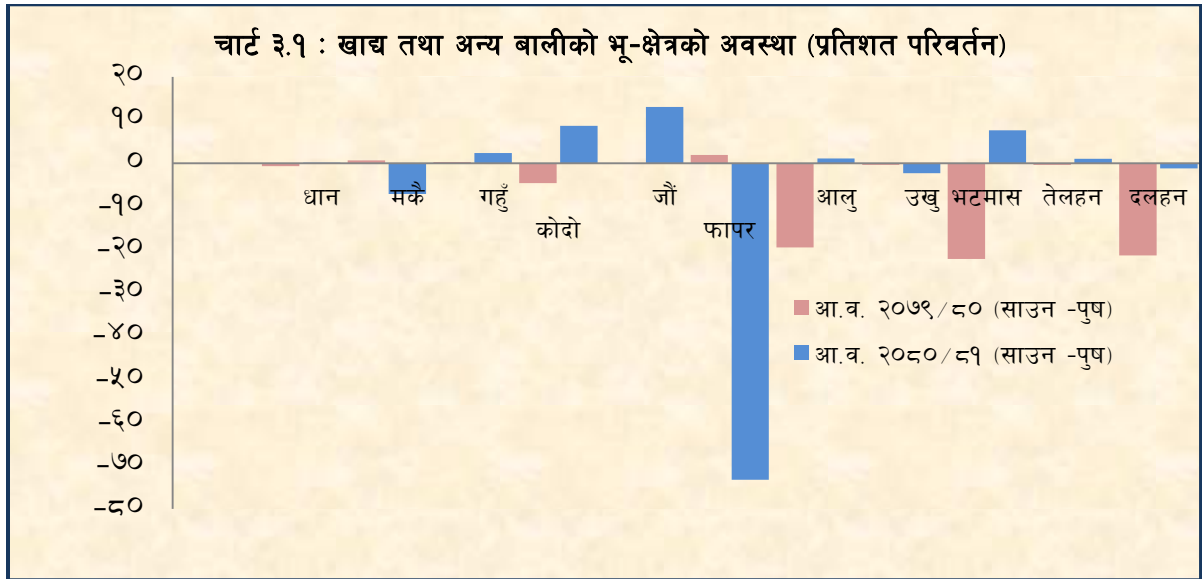 चार्ट ३.१ : खाद्य तथा अन्य बालीको भू-क्षेत्रको अवस्था (प्रतिशत परिवर्तन)
२०
१०
०
-१०
-२०
-३०
-४०
-५०
-६०
-७०
-८०
धान मकै गहुँ कोदो जौं फापर आलु उखु भटमास तेलहन दलहन
आ.व. २०७९/८० (साउन -पुष)
आ.व. २०८०/८१ (साउन -पुष)